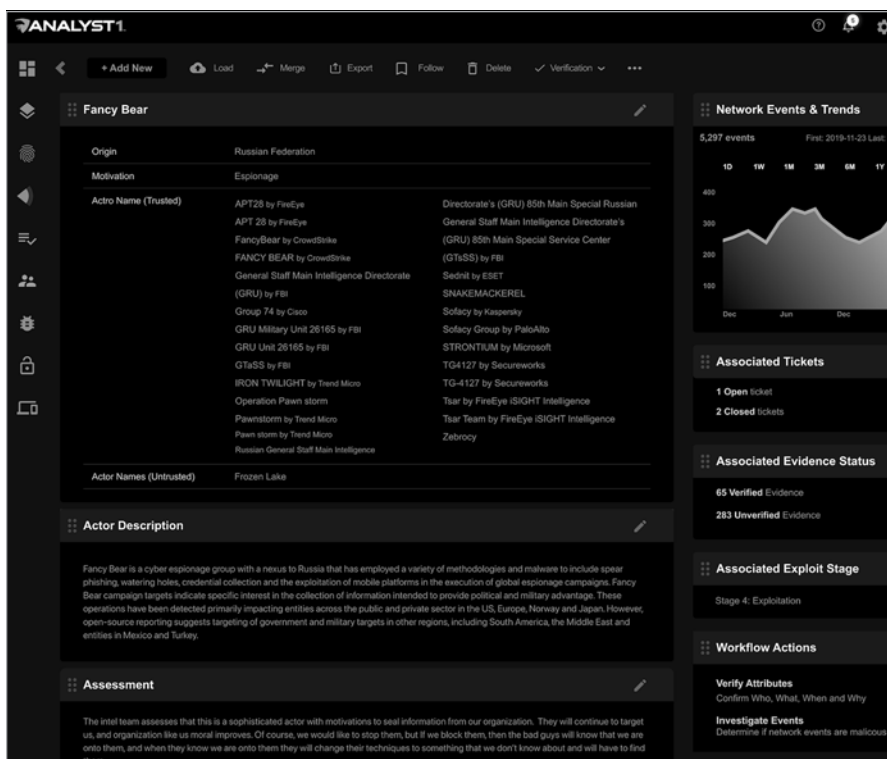 ANALYST1
5
+ Add New
Load
Merge
Export
Follow
Delete
Verification
Fancy Bear
Origin
Russian Federation
Motivation
Espionage
Actro Name (Trusted)
APT28 by FireEye
APT 28 by FireEye
FancyBear by CrowdStrike
FANCY BEAR by CrowdStrike
General Staff Main Intelligence Directorate
(GRU) by FBI
Group 74 by Cisco
GRU Military Unit 26165 by FBI
GRU Unit 26165 by FBI
GTaSS by FBI
IRON TWILIGHT by Trend Micro
Operation Pawn storm
Pawnstorm by Trend Micro
Pawn storm by Trend Micro
Russian General Staff Main Intelligence
Directorate's (GRU) 85th Main Special Russian
General Staff Main Intelligence Directorate's
(GRU) 85th Main Special Service Center
(GTsSS) by FBI
Sednit by ESET
SNAKEMACKEREL
Sofacy by Kaspersky
Sofacy Group by PaloAlto
STRONTIUM by Microsoft
TG4127 by Secureworks
TG-4127 by Secureworks
Tsar by FireEye iSIGHT Intelligence
Tsar Team by FireEye iSIGHT Intelligence
Zebrocy
Actor Names (Untrusted)
Frozen Lake
Actor Description
Fancy Bear is a cyber espionage group with a nexus to Russia that has employed a variety of methodologies and malware to include spear
phishing, watering holes, credential collection and the exploitation of mobile platforms in the execution of global espionage campaigns. Fancy
Bear campaign targets indicate specific interest in the collection of information intended to provide political and military advantage. These
operations have been detected primarily impacting entities across the public and private sector in the US, Europe, Norway and Japan. However,
open-source reporting suggests targeting of government and military targets in other regions, including South America, the Middle East and
entities in Mexico and Turkey.
Assessment
The intel team assesses that this is a sophisticated actor with motivations to seal information from our organization. They will continue to target
us, and organization like us moral improves. Of course, we would like to stop them, but If we block them, then the bad guys will know that we are
onto them, and when they know we are onto them they will change their techniques to something that we don't know about and will have to find
Network Events & Trends
5,297 events
First: 2019-11-23 Last:
1D 1W 1M 3M 6M 1Y
400
300
200
100
Dec Jun Dec
Associated Tickets
1 Open ticket
2 Closed tickets
Associated Evidence Status
65 Verified Evidence
283 Unverified Evidence
Associated Exploit Stage
Stage 4: Exploitation
Workflow Actions
Verify Attributes
Confirm Who, What, When and Why
Investigate Events
Determine if network events are malicous